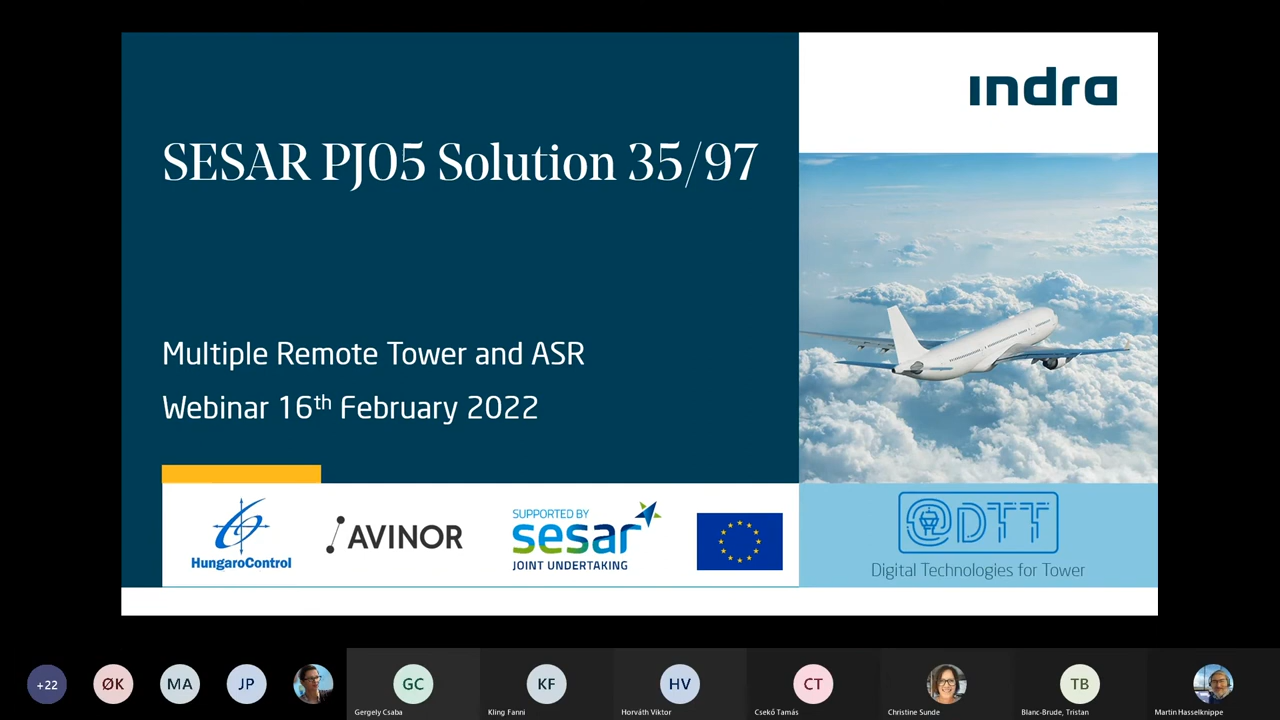 indra
SESAR PJ05 Solution 35/97
Multiple Remote Tower and ASR
Webinar 16th February 2022
HungaroControl
AVINOR
SUPPORTED BY
sesar
JOINT UNDERTAKING
@DTT
Digital Technologies for Tower
+22
ØK
MA
JP
GC
KF
HV
CT
TB
Gergely Csaba
Kling Fanni
Horváth Viktor
Csekő Tamás
Christine Sunde
Blanc-Brude, Tristan
Martin Hasselknippe